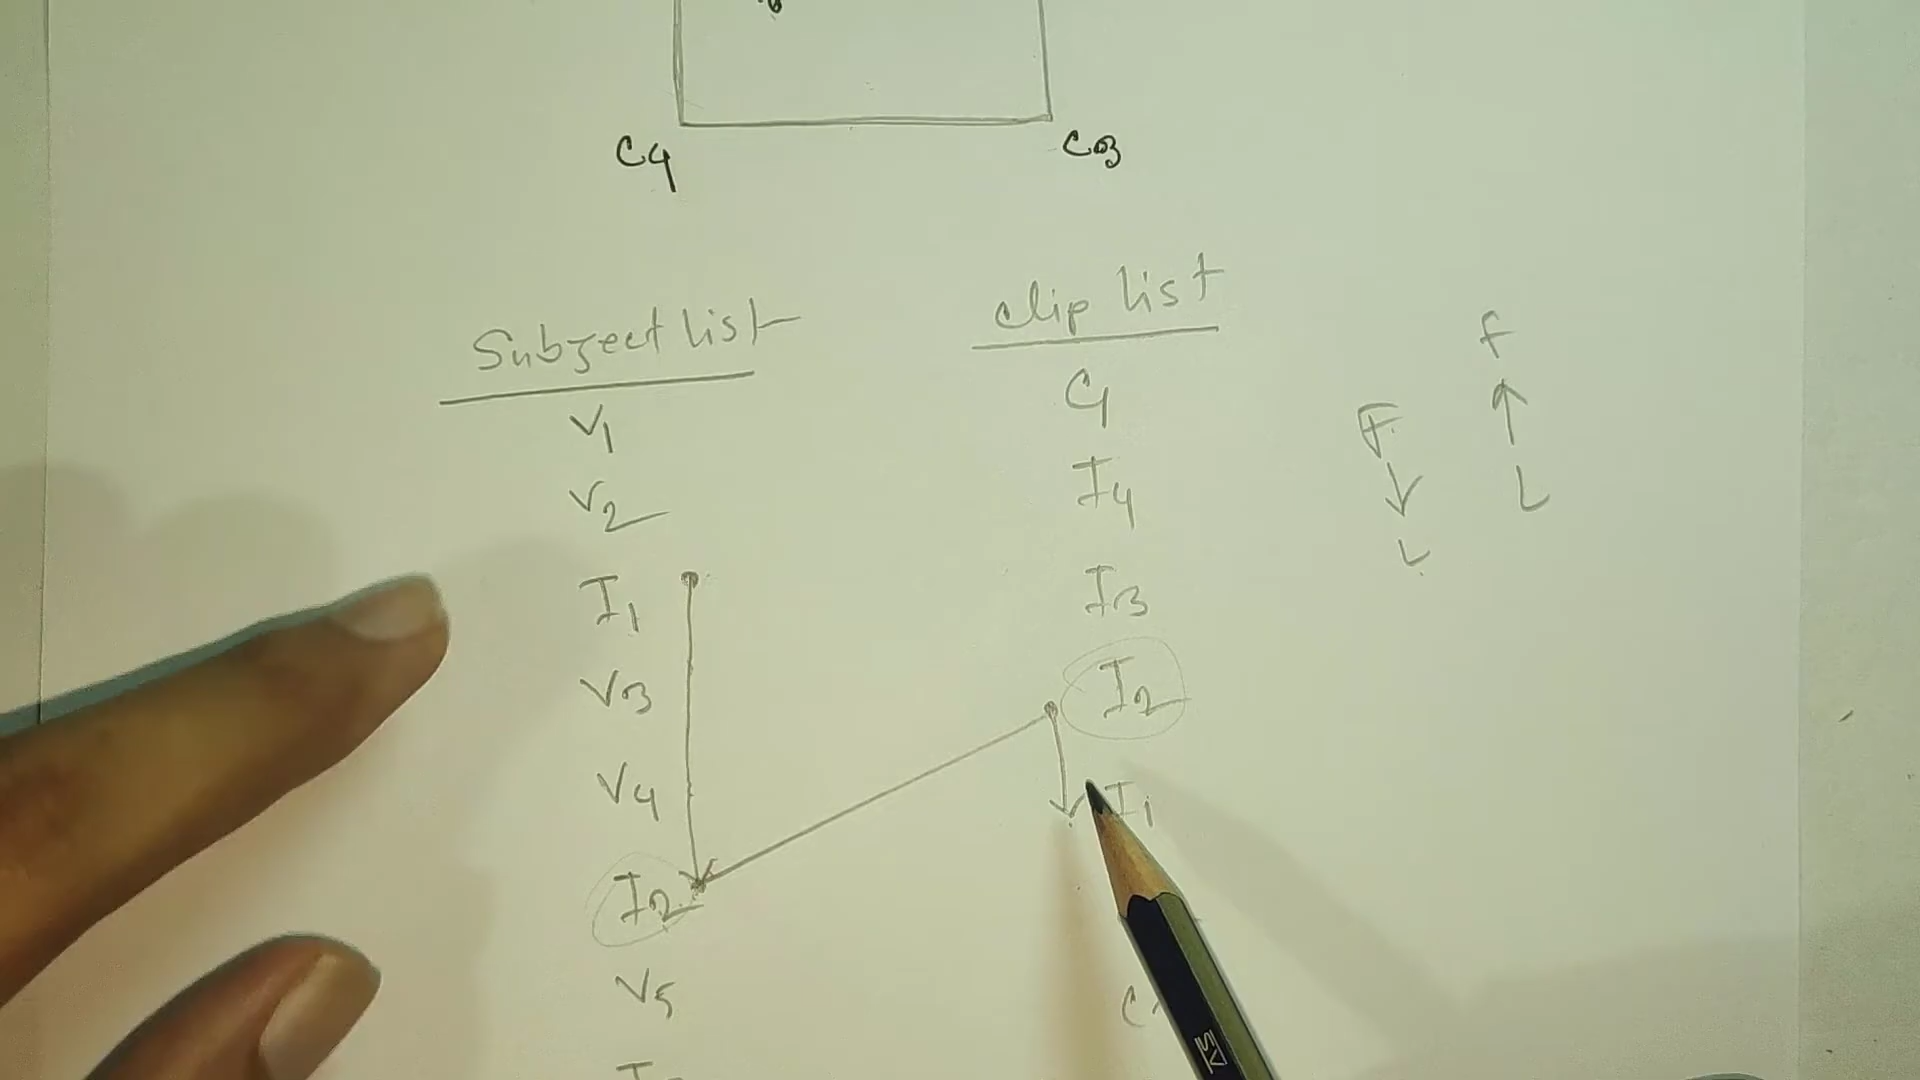 C4 C3
Subject list clip list
V1 C1
V2 I4
I1 I3
V3 I2
V4 I1
I2
V5
F
↓
L
F
↑
L